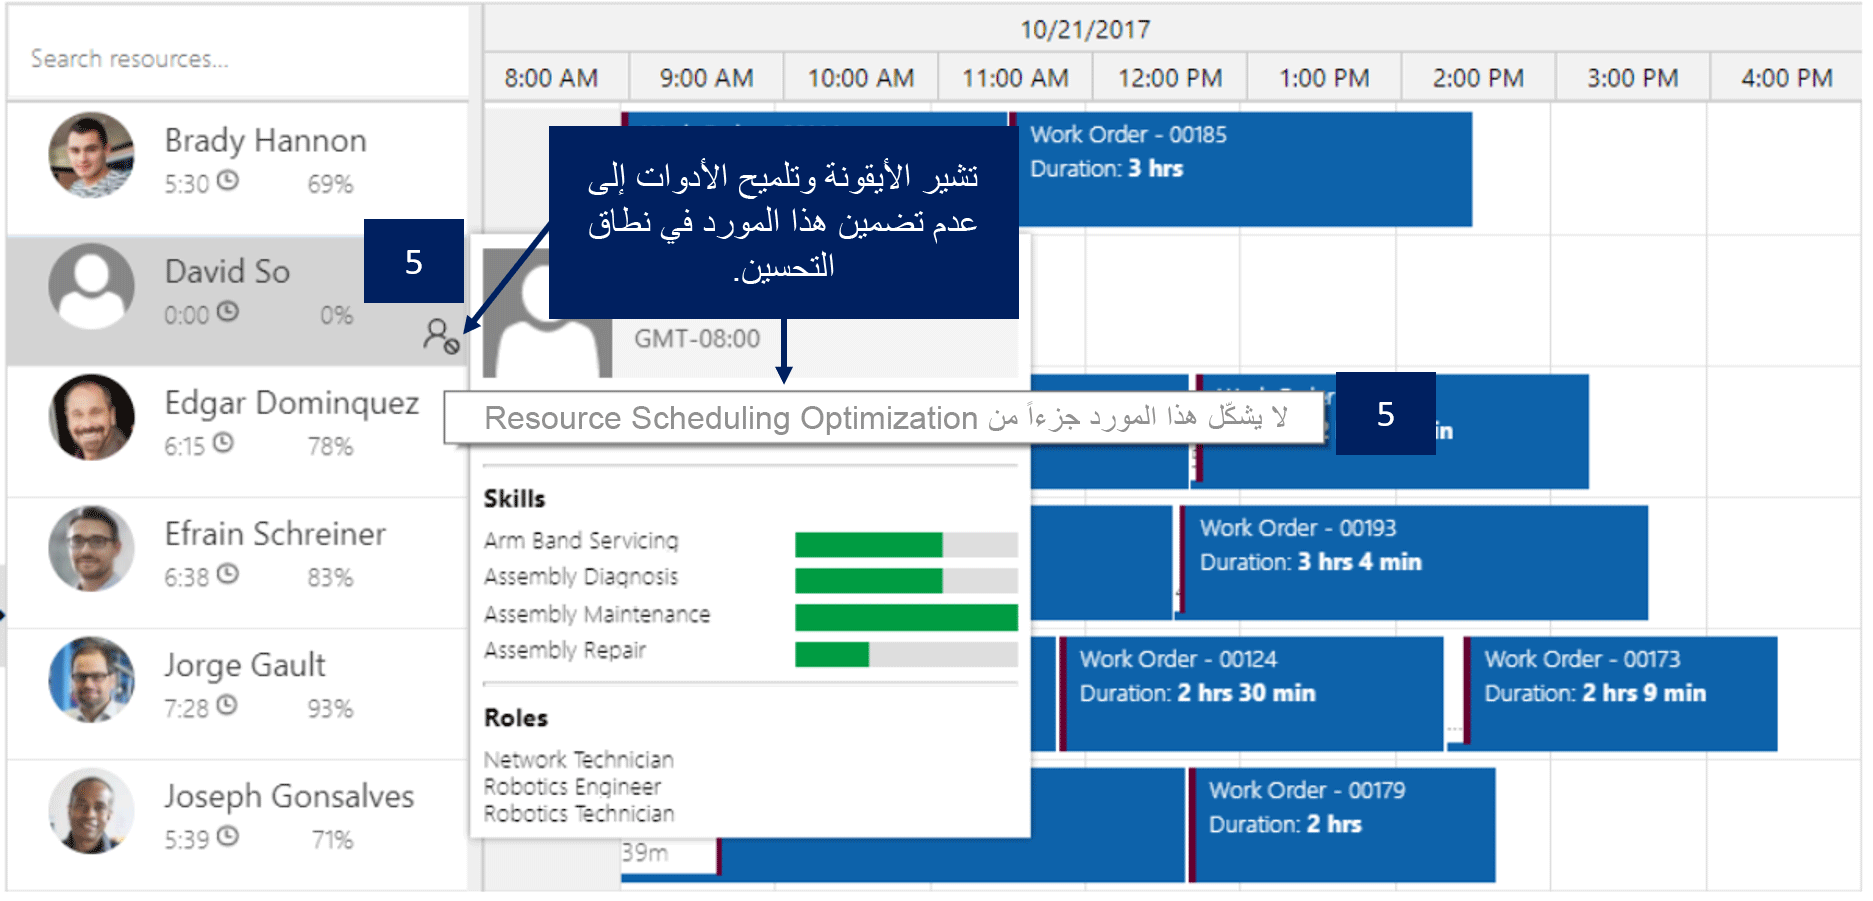 Search resources...
10/21/2017
8:00 AM 9:00 AM 10:00 AM 11:00 AM 12:00 PM 1:00 PM 2:00 PM 3:00 PM 4:00 PM
Brady Hannon
5:30 69%
Work Order - 00185
Duration: 3 hrs
تشير الأيقونة وتلميح الأدوات إلى
عدم تضمين هذا المورد في نطاق
التحسين.
5
David So
0:00 0%
GMT-08:00
Edgar Dominquez
6:15 78%
لا يشكّل هذا المورد جزءاً من Resource Scheduling Optimization
5
in
Skills
Arm Band Servicing
Assembly Diagnosis
Assembly Maintenance
Assembly Repair
Roles
Network Technician
Robotics Engineer
Robotics Technician
Efrain Schreiner
6:38 83%
Work Order - 00193
Duration: 3 hrs 4 min
Jorge Gault
7:28 93%
Work Order - 00124
Duration: 2 hrs 30 min
Work Order - 00173
Duration: 2 hrs 9 min
Joseph Gonsalves
5:39 71%
39m
Work Order - 00179
Duration: 2 hrs